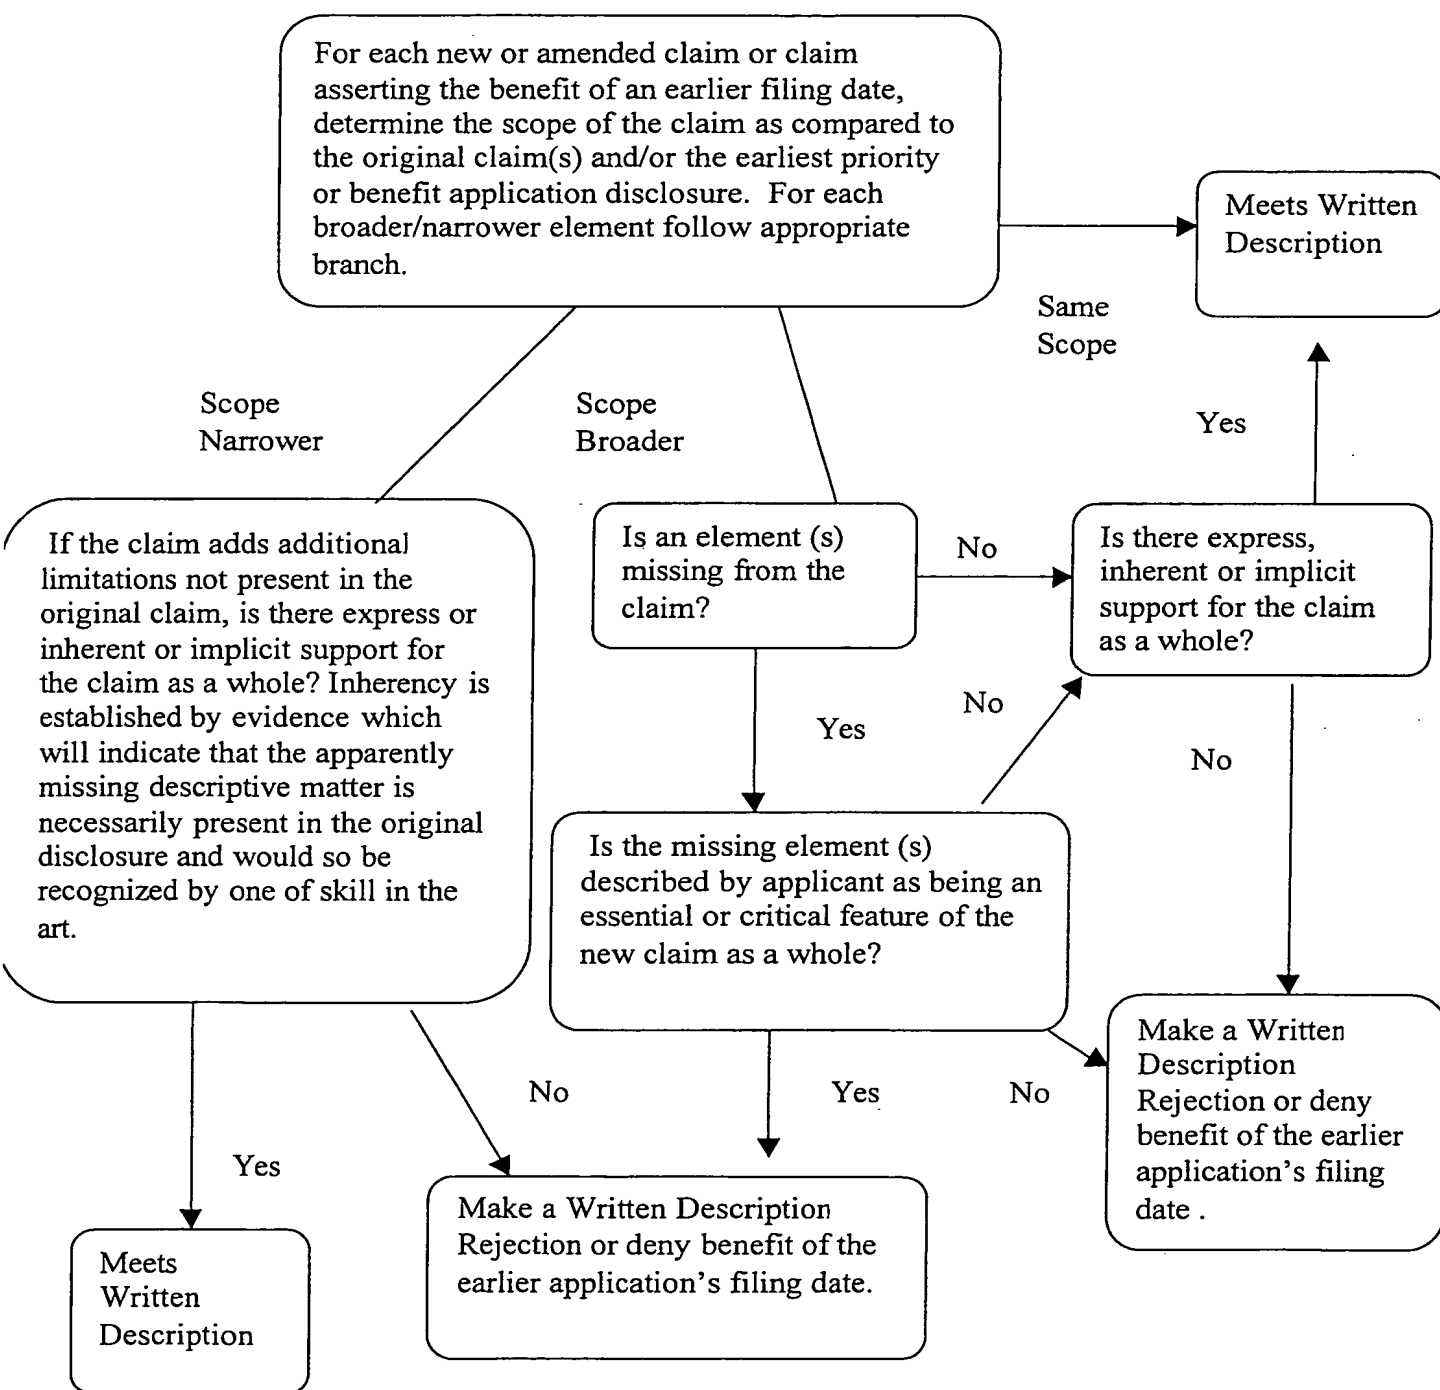 For each new or amended claim or claim
asserting the benefit of an earlier filing date,
determine the scope of the claim as compared to
the original claim(s) and/or the earliest priority
or benefit application disclosure. For each
broader/narrower element follow appropriate
branch.
Meets Written
Description
Same
Scope
Scope
Narrower
Scope
Broader
Yes
If the claim adds additional
limitations not present in the
original claim, is there express or
inherent or implicit support for
the claim as a whole? Inherency is
established by evidence which
will indicate that the apparently
missing descriptive matter is
necessarily present in the original
disclosure and would so be
recognized by one of skill in the
art.
Is an element (s)
missing from the
claim?
No
Is there express,
inherent or implicit
support for the claim
as a whole?
Yes
No
No
Is the missing element (s)
described by applicant as being an
essential or critical feature of the
new claim as a whole?
Make a Written
Description
Rejection or deny
benefit of the earlier
application's filing
date .
No
Yes
No
Yes
Make a Written Description
Rejection or deny benefit of the
earlier application's filing date.
Meets
Written
Description